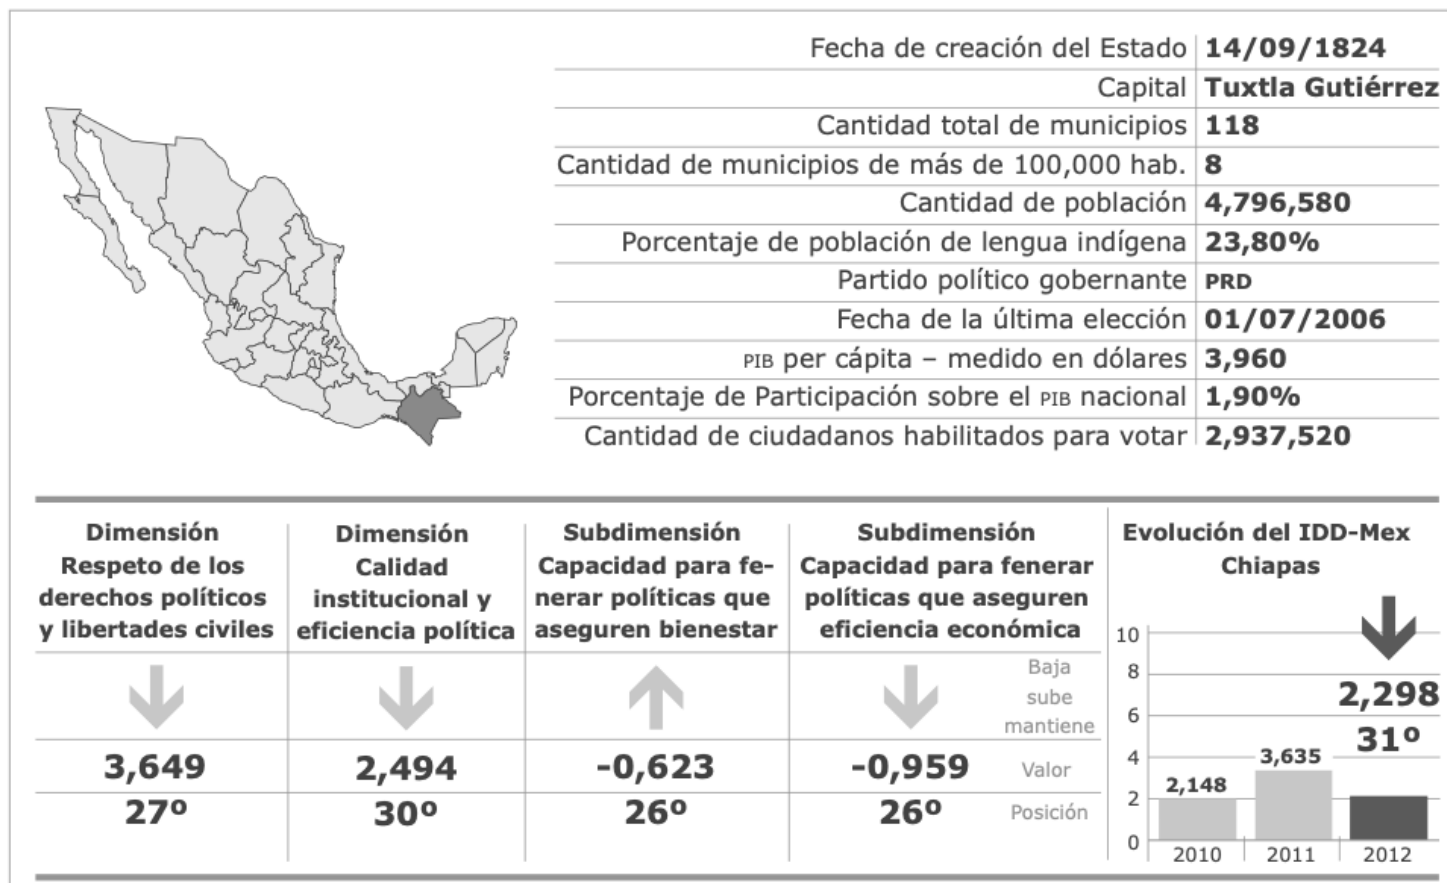 Fecha de creación del Estado 14/09/1824
Capital Tuxtla Gutiérrez
Cantidad total de municipios 118
Cantidad de municipios de más de 100,000 hab. 8
Cantidad de población 4,796,580
Porcentaje de población de lengua indígena 23,80%
Partido político gobernante PRD
Fecha de la última elección 01/07/2006
PIB per cápita – medido en dólares 3,960
Porcentaje de Participación sobre el PIB nacional 1,90%
Cantidad de ciudadanos habilitados para votar 2,937,520
Dimensión
Respeto de los
derechos políticos
y libertades civiles
Dimensión
Calidad
institucional y
eficiencia política
Subdimensión
Capacidad para fe-
nerar políticas que
aseguren bienestar
Subdimensión
Capacidad para fenerar
políticas que aseguren
eficiencia económica
Baja
sube
mantiene
3,649 2,494 -0,623 -0,959 Valor
27º 30º 26º 26º Posición
Evolución del IDD-Mex
Chiapas
10
8
6
4
2
0
2,148
3,635
2,298
31º
2010 2011 2012